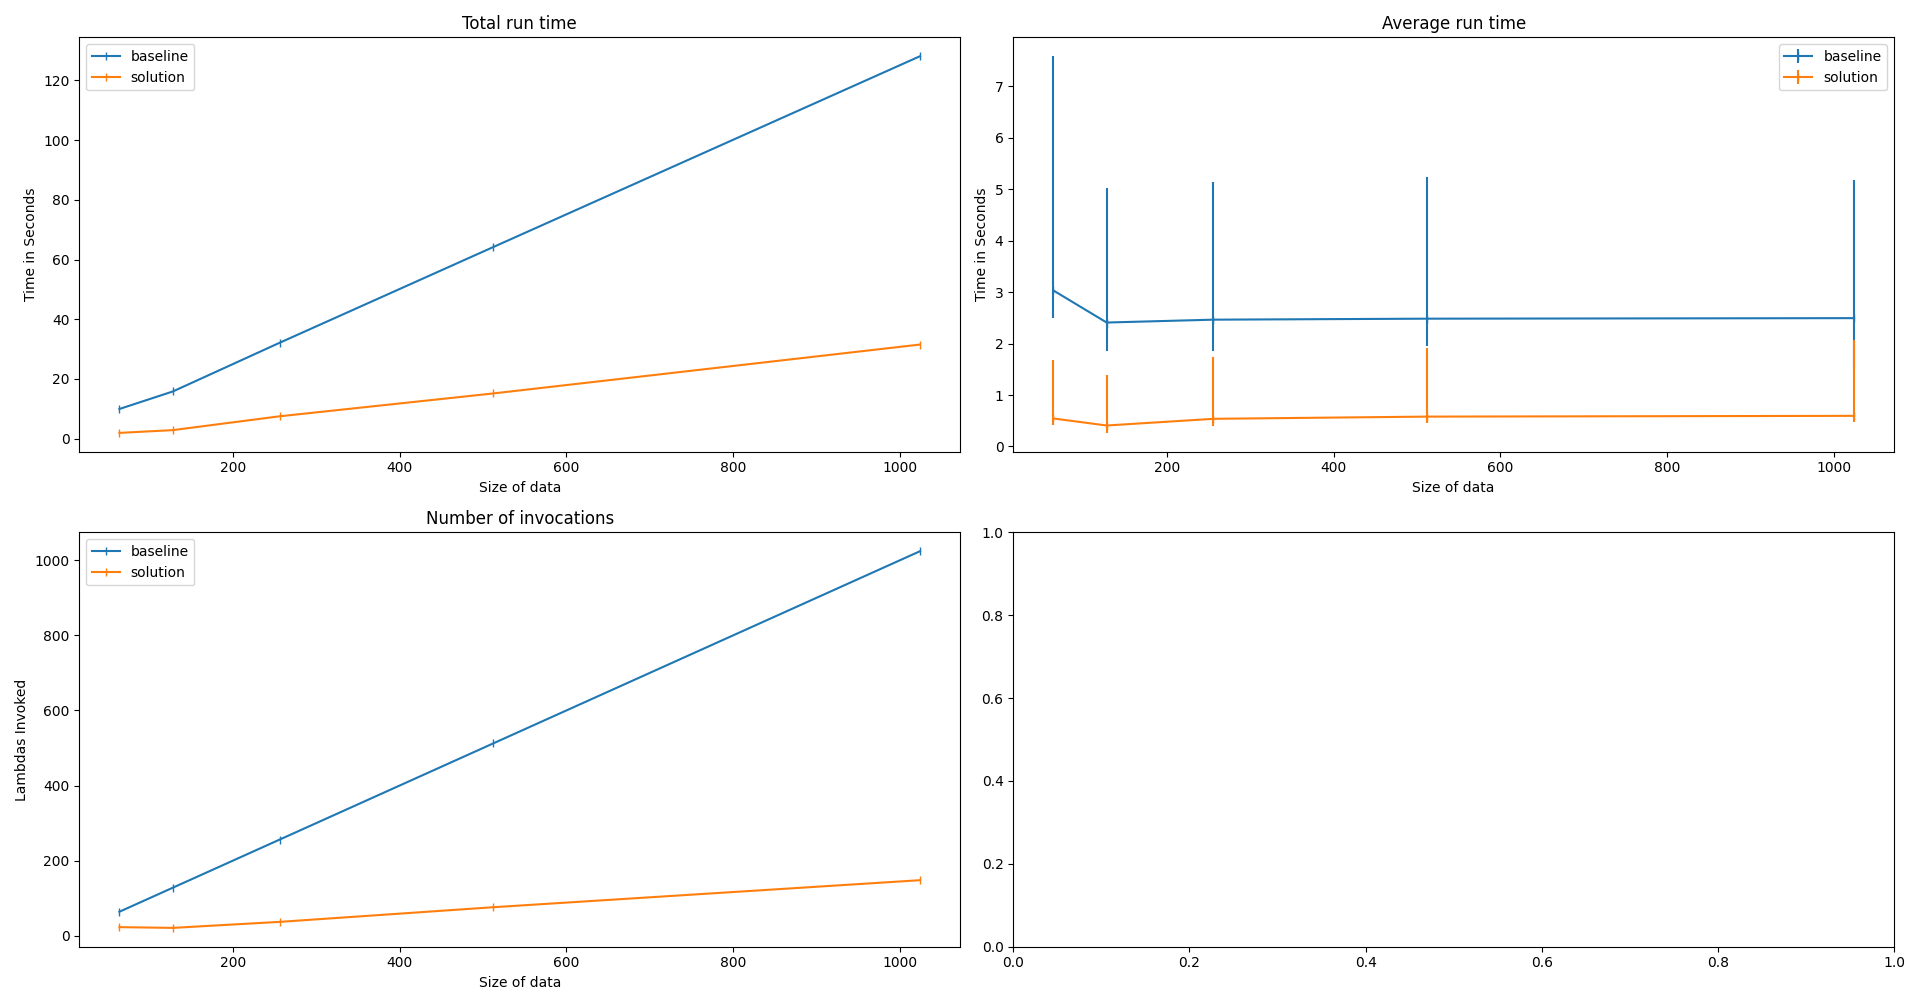 Total run time
baseline
solution
Time in Seconds
120
100
80
60
40
20
0
200 400 600 800 1000
Size of data
Average run time
baseline
solution
Time in Seconds
7
6
5
4
3
2
1
0
200 400 600 800 1000
Size of data
Number of invocations
baseline
solution
Lambdas Invoked
1000
800
600
400
200
0
200 400 600 800 1000
Size of data
1.0
0.8
0.6
0.4
0.2
0.0
0.0 0.2 0.4 0.6 0.8 1.0